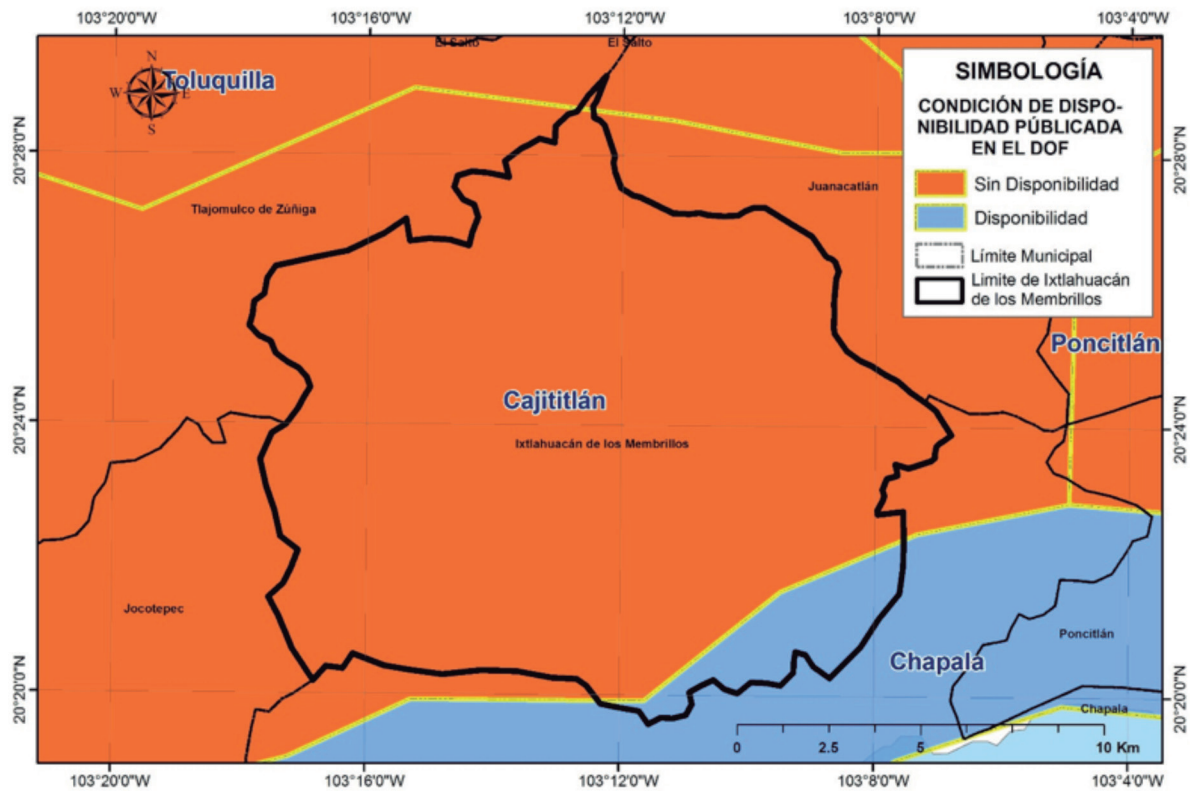 103°20'0"W
103°16'0"W
103°12'0"W
103°8'0"W
103°4'0"W
El Salto
El Salto
N
W
E
S
Toluquilla
SIMBOLOGÍA
CONDICIÓN DE DISPO-
NIBILIDAD PÚBLICADA
EN EL DOF
Sin Disponibilidad
Disponibilidad
Límite Municipal
Limite de Ixtlahuacán
de los Membrillos
20°28'0"N
20°28'0"N
Juanacatlán
Tlajomulco de Zúñiga
Poncitlán
Cajititlán
20°24'0"N
20°24'0"N
Ixtlahuacán de los Membrillos
Jocotepec
Poncitlán
Chapala
20°20'0"N
20°20'0"N
Chapala
0
2.5
5
10 Km
103°20'0"W
103°16'0"W
103°12'0"W
103°8'0"W
103°4'0"W